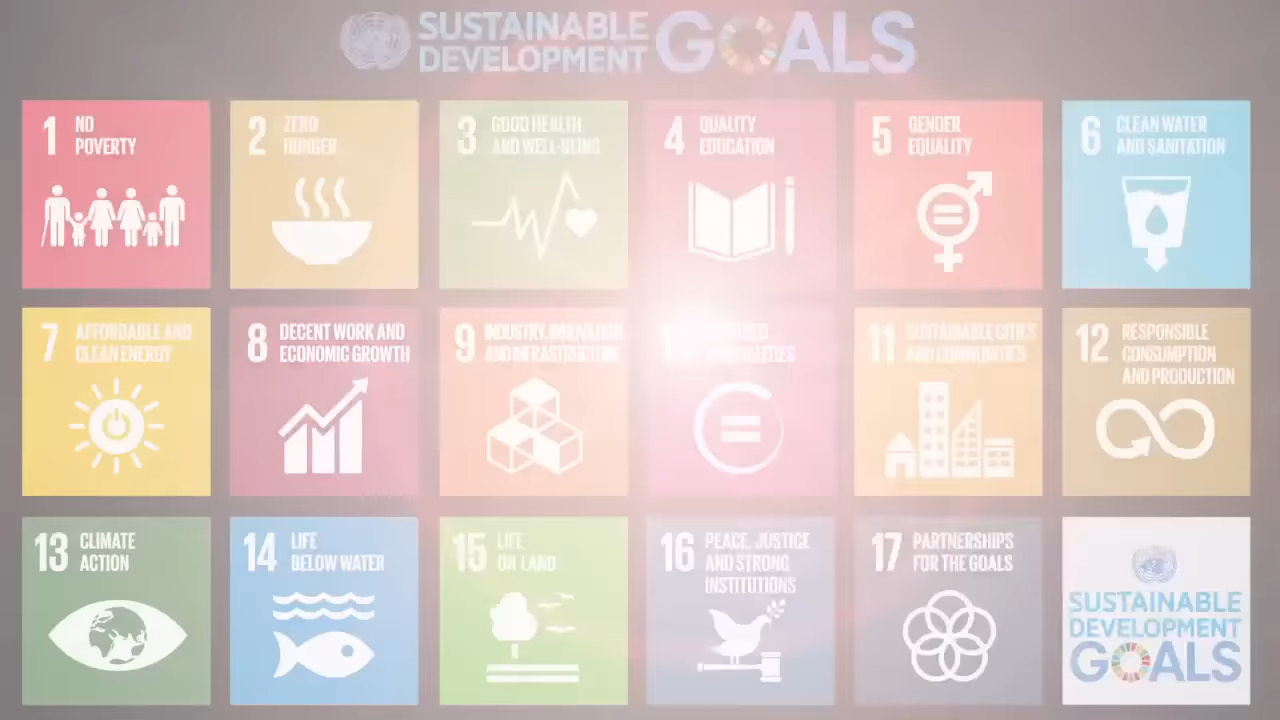 SUSTAINABLE
DEVELOPMENT
GOALS
1 NO
POVERTY
2 ZERO
HUNGER
3 GOOD HEALTH
AND WELL-BEING
4 QUALITY
EDUCATION
5 GENDER
EQUALITY
6 CLEAN WATER
AND SANITATION
7 AFFORDABLE AND
CLEAN ENERGY
8 DECENT WORK AND
ECONOMIC GROWTH
9 INDUSTRY, INNOVATION
AND INFRASTRUCTURE
11 SUSTAINABLE CITIES
AND COMMUNITIES
12 RESPONSIBLE
CONSUMPTION
AND PRODUCTION
13 CLIMATE
ACTION
14 LIFE
BELOW WATER
15 LIFE
ON LAND
16 PEACE, JUSTICE
AND STRONG
INSTITUTIONS
17 PARTNERSHIPS
FOR THE GOALS
SUSTAINABLE
DEVELOPMENT
GOALS